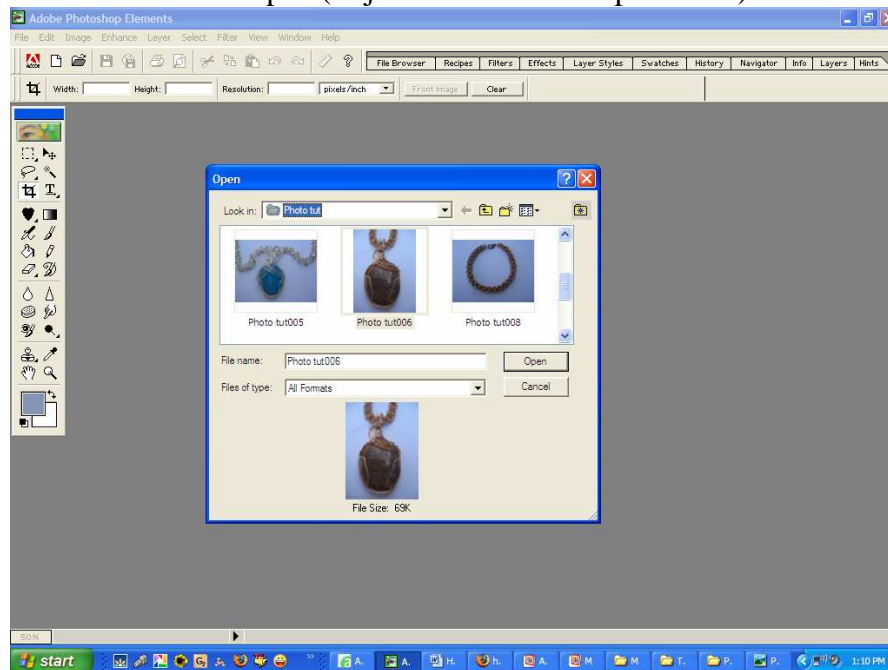 Adobe Photoshop Elements
File Edit Image Enhance Layer Select Filter View Window Help
File Browser Recipes Filters Effects Layer Styles Swatches History Navigator Info Layers Hints
Width: Height: Resolution: pixels/inch Front Image Clear
Open
Look in: Photo tut
Photo tut005 Photo tut006 Photo tut008
File name: Photo tut006 Open
Files of type: All Formats Cancel
File Size: 69K
50%
start A. A. H. h. A. M M T. P. P. 1:10 PM